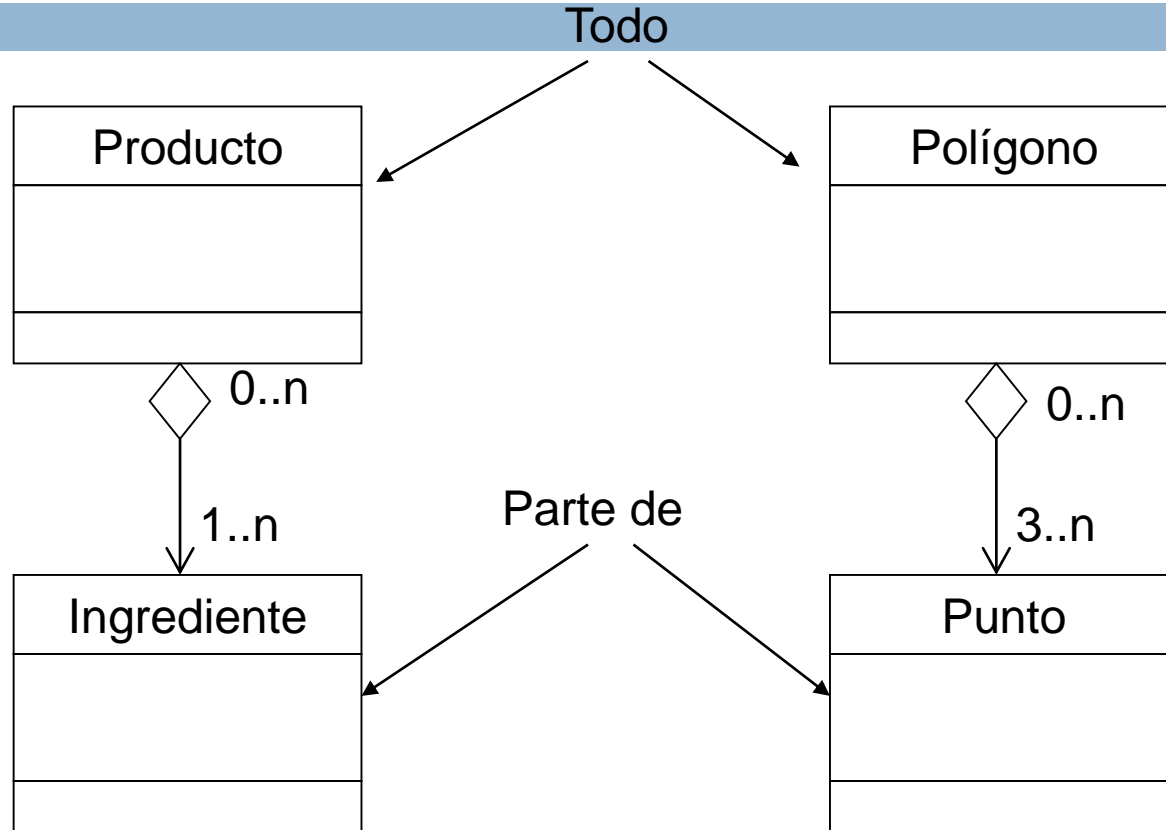 Todo
Producto
Polígono
0..n
0..n
1..n
Parte de
3..n
Ingrediente
Punto